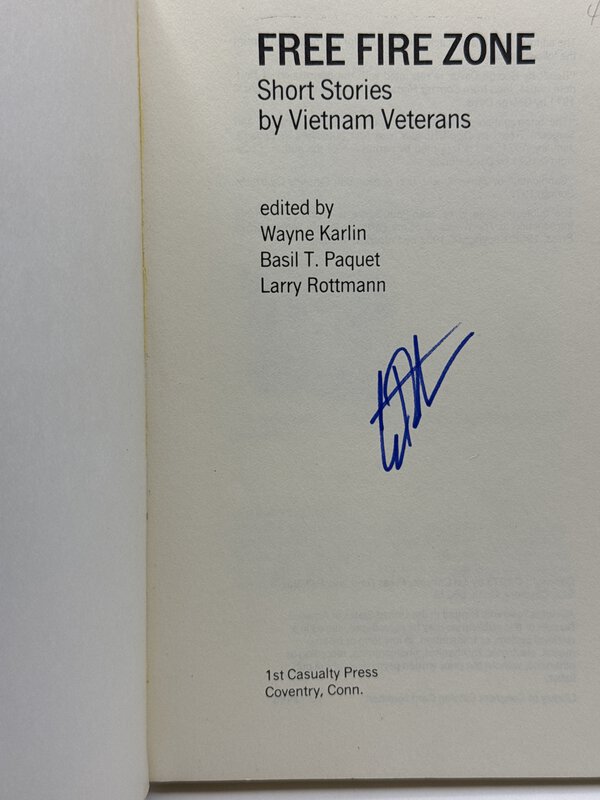 FREE FIRE ZONE
Short Stories
by Vietnam Veterans
edited by
Wayne Karlin
Basil T. Paquet
Larry Rottmann
1st Casualty Press
Coventry, Conn.